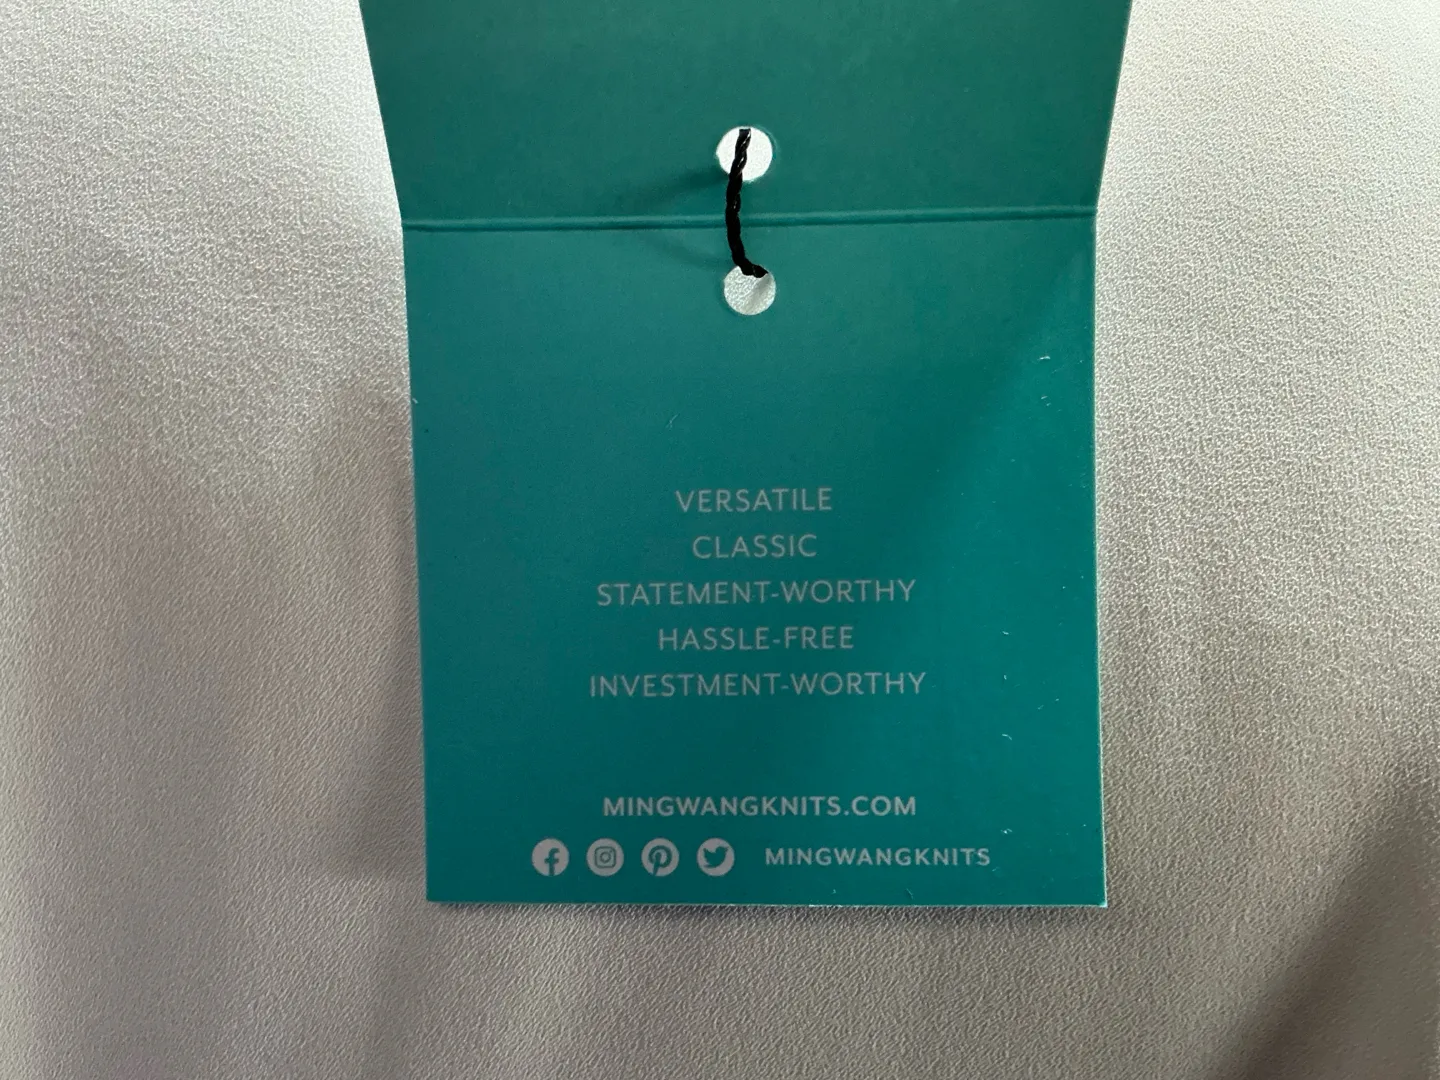 VERSATILE
CLASSIC
STATEMENT-WORTHY
HASSLE-FREE
INVESTMENT-WORTHY
MINGWANGKNITS.COM
MINGWANGKNITS